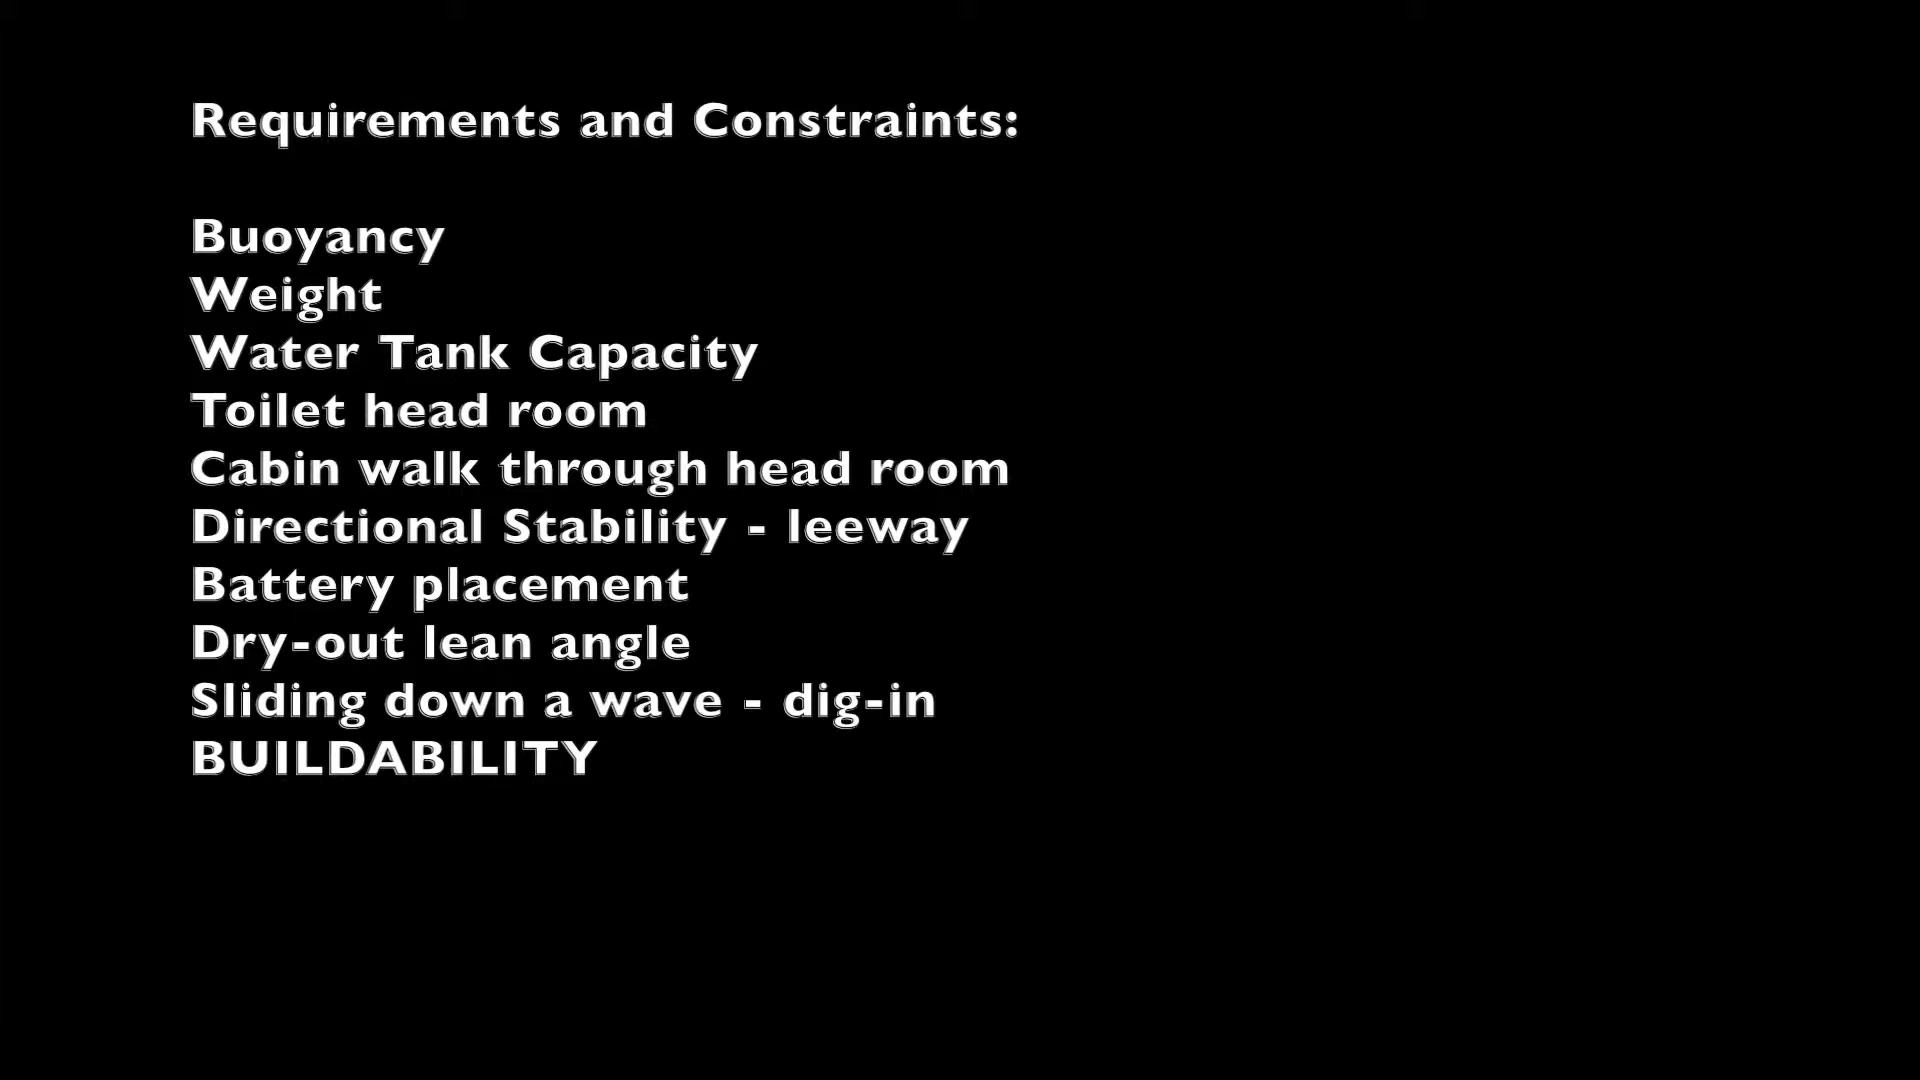 Requirements and Constraints:
Buoyancy
Weight
Water Tank Capacity
Toilet head room
Cabin walk through head room
Directional Stability - leeway
Battery placement
Dry-out lean angle
Sliding down a wave - dig-in
BUILDABILITY